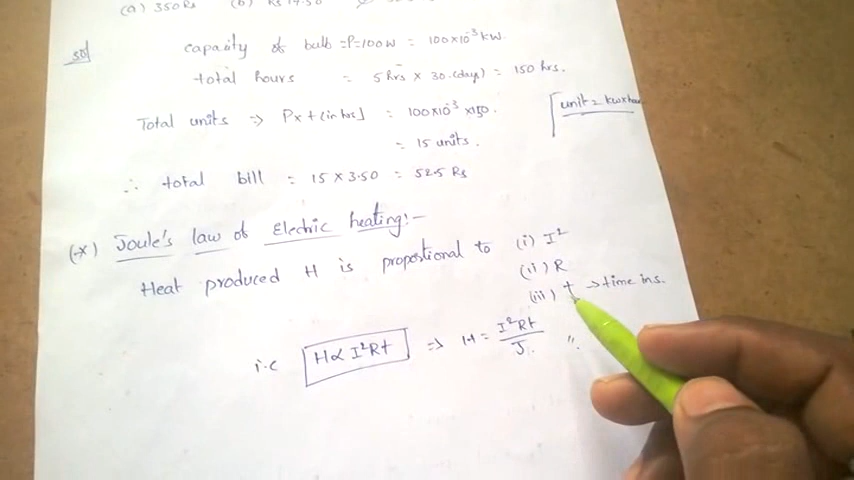 (a) 350 Rs (b) Rs 14.50
Sol
capacity of bulb = P = 100W = 100×10⁻³ KW.
total hours = 5 hrs × 30 (days) = 150 hrs.
Total units => P×t (in hrs] = 100×10⁻³ ×150.
[unit = KW×hour
= 15 units.
∴ total bill = 15 × 3.50 = 52.5 Rs
(*) Joule's law of Electric heating:-
Heat produced H is propostional to (i) I²
(ii) R
(iii) t -> time in s.
i.e H ∝ I²Rt => H = I²Rt / J.